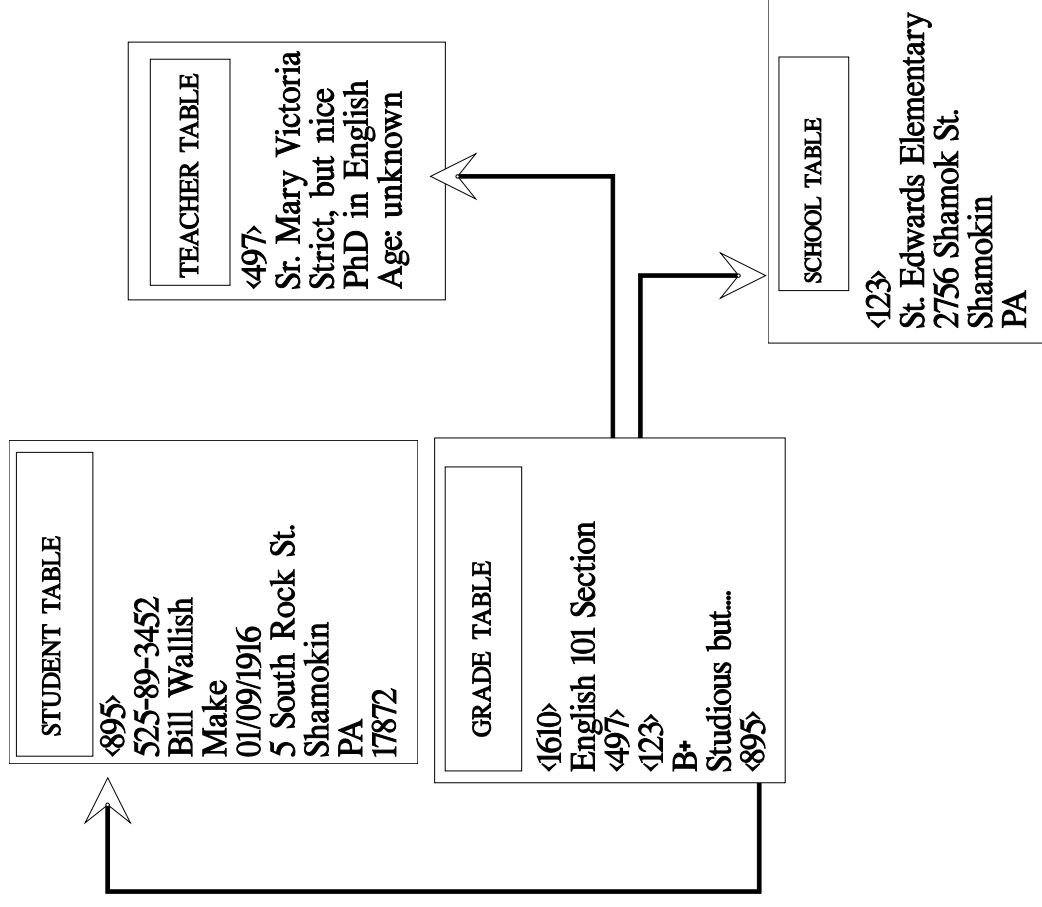 STUDENT TABLE
<895>
525-89-3452
Bill Wallish
Make
01/09/1916
5 South Rock St.
Shamokin
PA
17872
GRADE TABLE
<1610>
English 101 Section
<497>
<123>
B+
Studious but....
<895>
TEACHER TABLE
<497>
Sr. Mary Victoria
Strict, but nice
PhD in English
Age: unknown
SCHOOL TABLE
<123>
St. Edwards Elementary
2756 Shamok St.
Shamokin
PA